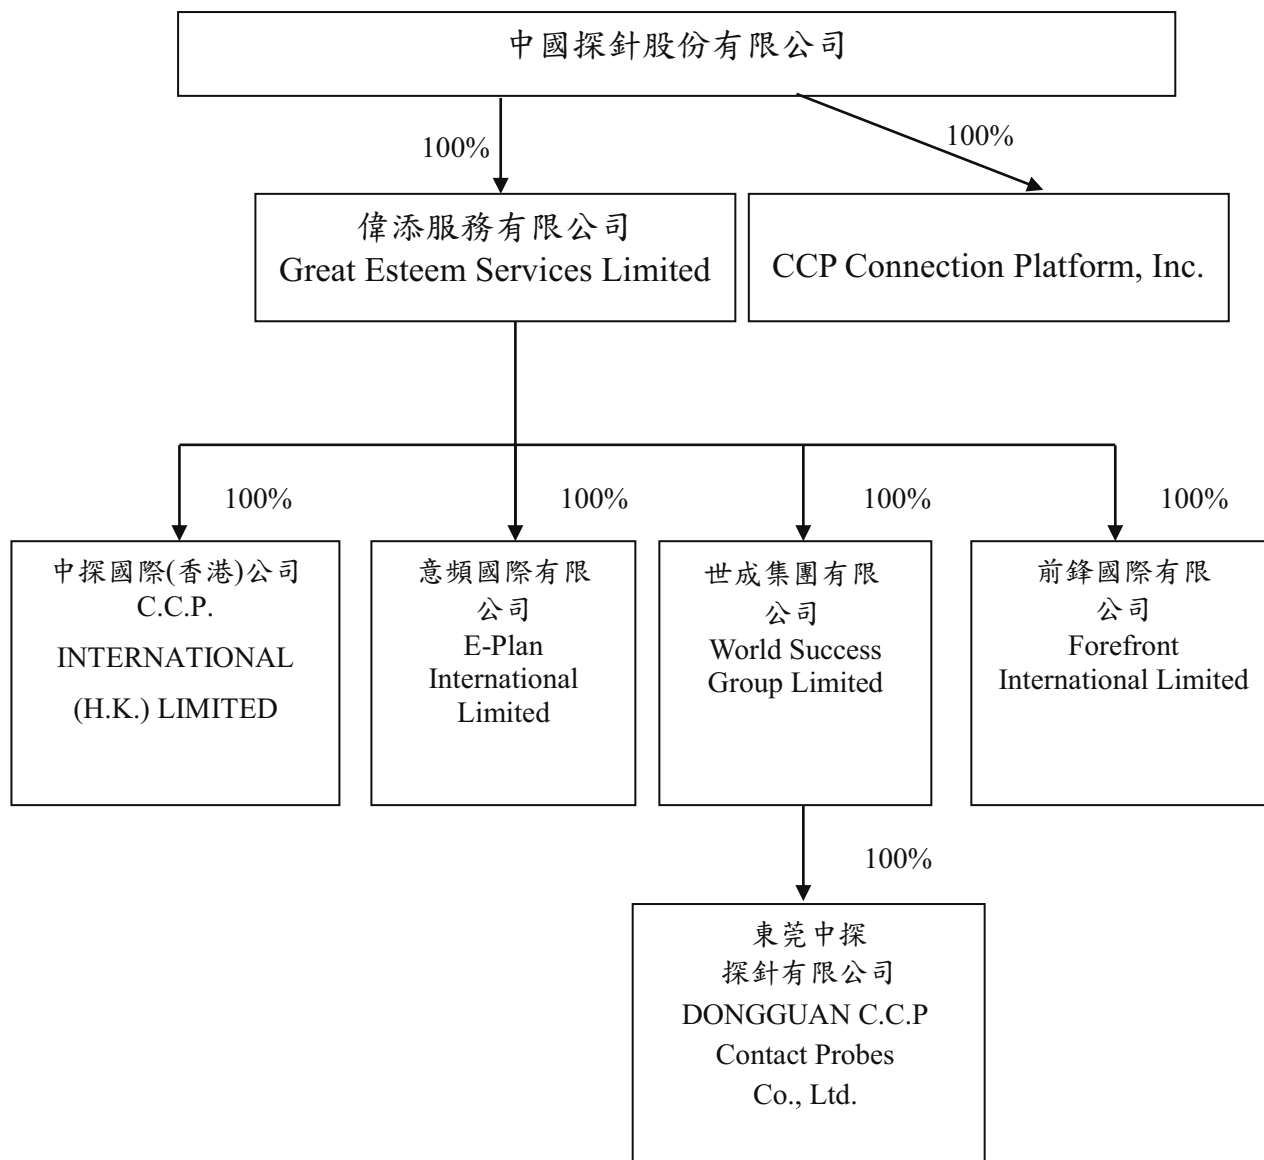 中國探針股份有限公司
100%
100%
偉添服務有限公司
Great Esteem Services Limited
CCP Connection Platform, Inc.
100%
100%
100%
100%
中探國際(香港)公司
C.C.P.
INTERNATIONAL
(H.K.) LIMITED
意頻國際有限
公司
E-Plan
International
Limited
世成集團有限
公司
World Success
Group Limited
前鋒國際有限
公司
Forefront
International Limited
100%
東莞中探
探針有限公司
DONGGUAN C.C.P
Contact Probes
Co., Ltd.